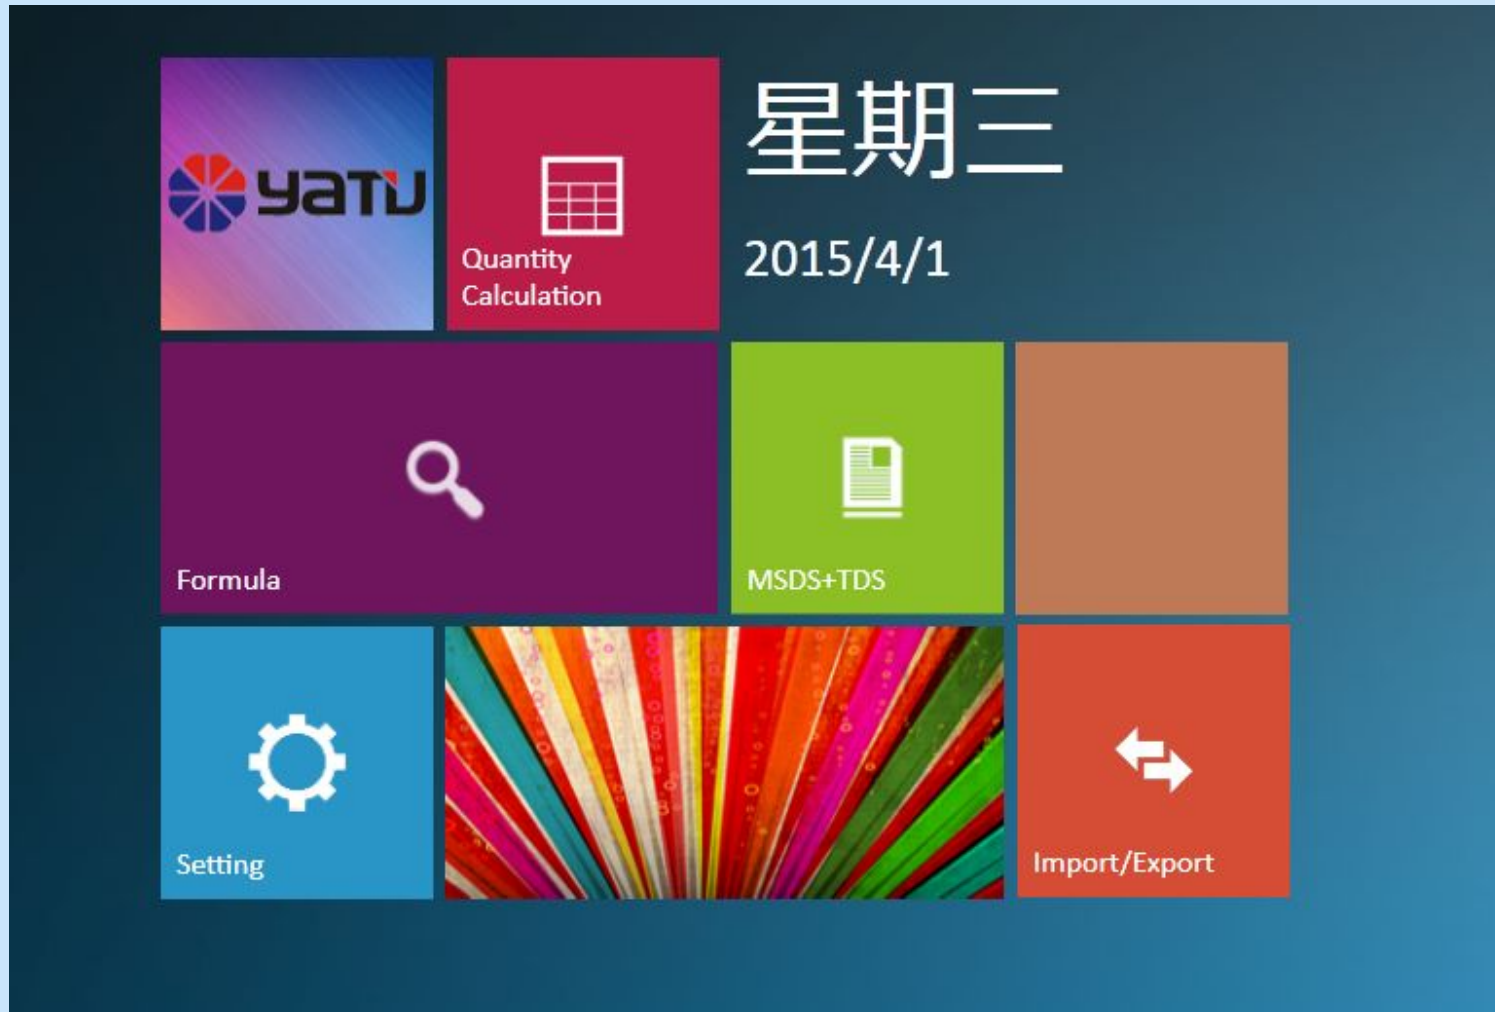 yatu
Quantity
Calculation
星期三
2015/4/1
Formula
MSDS+TDS
Setting
Import/Export